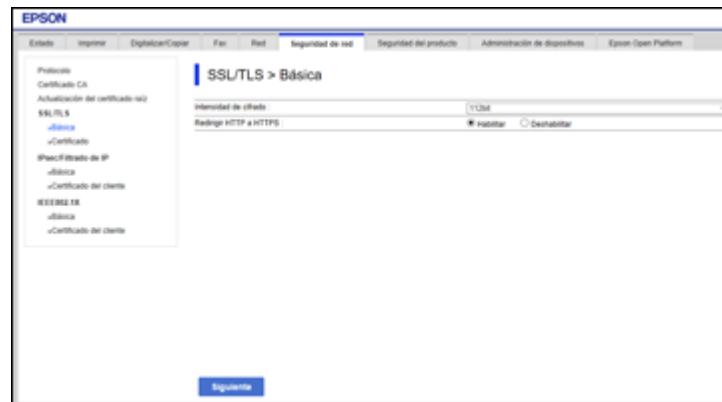 EPSON
Estado Imprimir Digitalizar/Copiar Fax Red Seguridad de red Seguridad del producto Administración de dispositivos Epson Open Platform
Protocolo
Certificado CA
Actualización del certificado raíz
SSL/TLS
»Básica
»Certificado
IPsec/Filtrado de IP
»Básica
»Certificado del cliente
IEEE802.1X
»Básica
»Certificado del cliente
SSL/TLS > Básica
Intensidad de cifrado : 112bit
Redirigir HTTP a HTTPS : Habilitar Deshabilitar
Siguiente